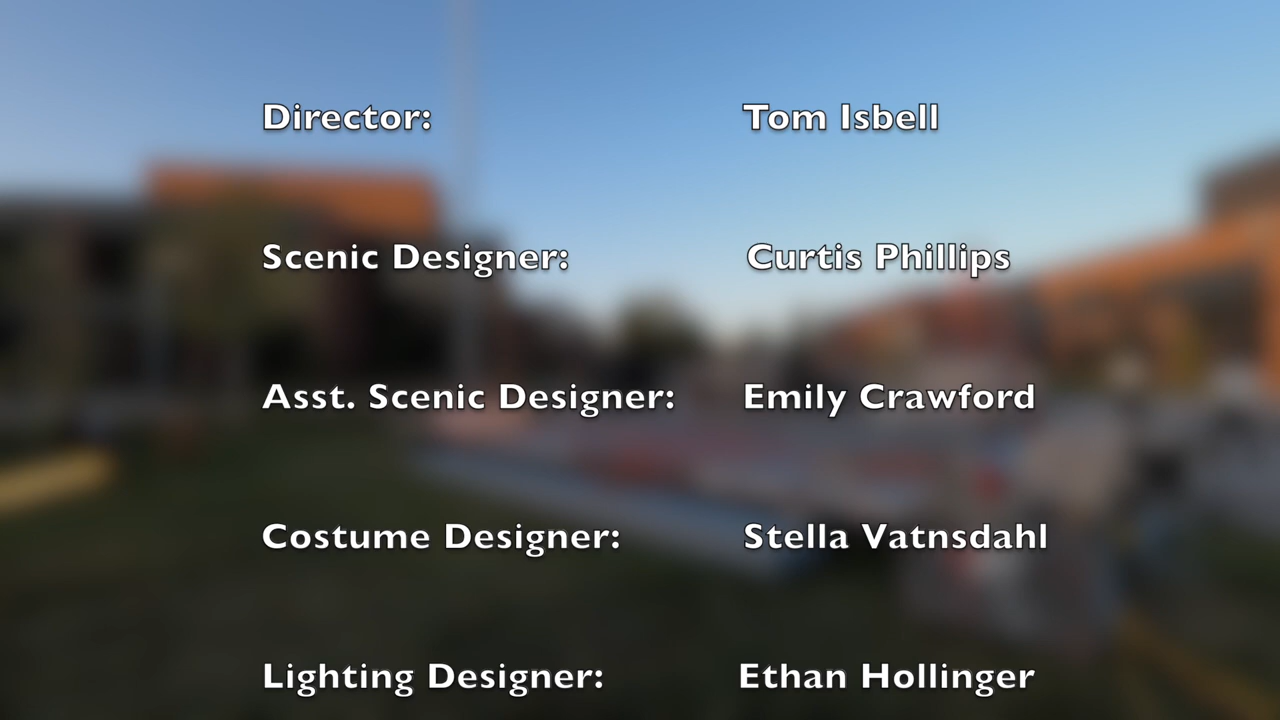 Director: Tom Isbell
Scenic Designer: Curtis Phillips
Asst. Scenic Designer: Emily Crawford
Costume Designer: Stella Vatnsdahl
Lighting Designer: Ethan Hollinger